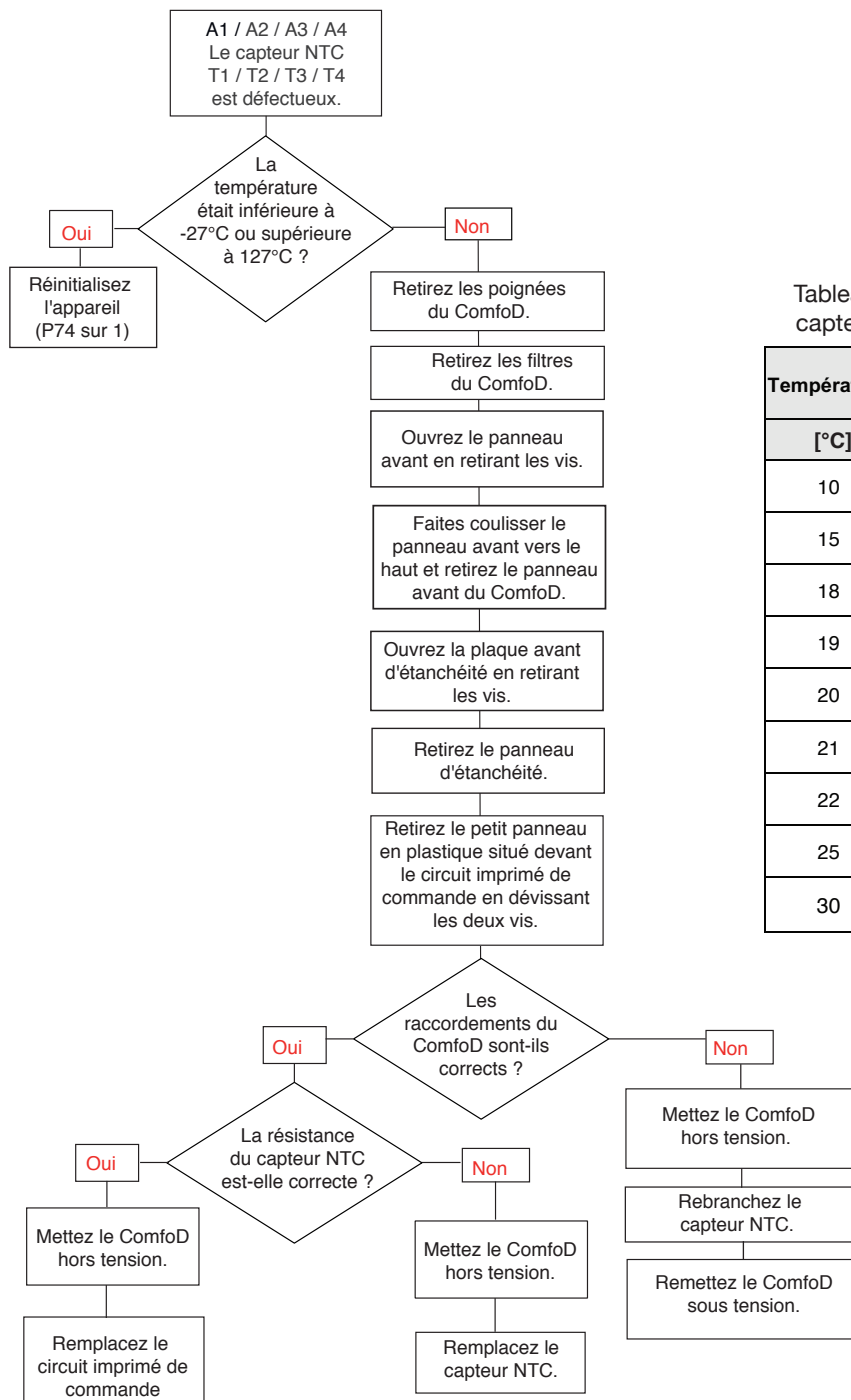 A1 / A2 / A3 / A4
Le capteur NTC
T1 / T2 / T3 / T4
est défectueux.
La
température
était inférieure à
-27°C ou supérieure
à 127°C ?
Oui
Non
Réinitialisez
l'appareil
(P74 sur 1)
Retirez les poignées
du ComfoD.
Retirez les filtres
du ComfoD.
Ouvrez le panneau
avant en retirant les vis.
Faites coulisser le
panneau avant vers le
haut et retirez le panneau
avant du ComfoD.
Ouvrez la plaque avant
d'étanchéité en retirant
les vis.
Retirez le panneau
d'étanchéité.
Retirez le petit panneau
en plastique situé devant
le circuit imprimé de
commande en dévissant
les deux vis.
Les
raccordements du
ComfoD sont-ils
corrects ?
Oui
Non
La résistance
du capteur NTC
est-elle correcte ?
Oui
Non
Mettez le ComfoD
hors tension.
Remplacez le
circuit imprimé de
commande
Mettez le ComfoD
hors tension.
Remplacez le
capteur NTC.
Mettez le ComfoD
hors tension.
Rebranchez le
capteur NTC.
Remettez le ComfoD
sous tension.
[°C]
10
15
18
19
20
21
22
25
30